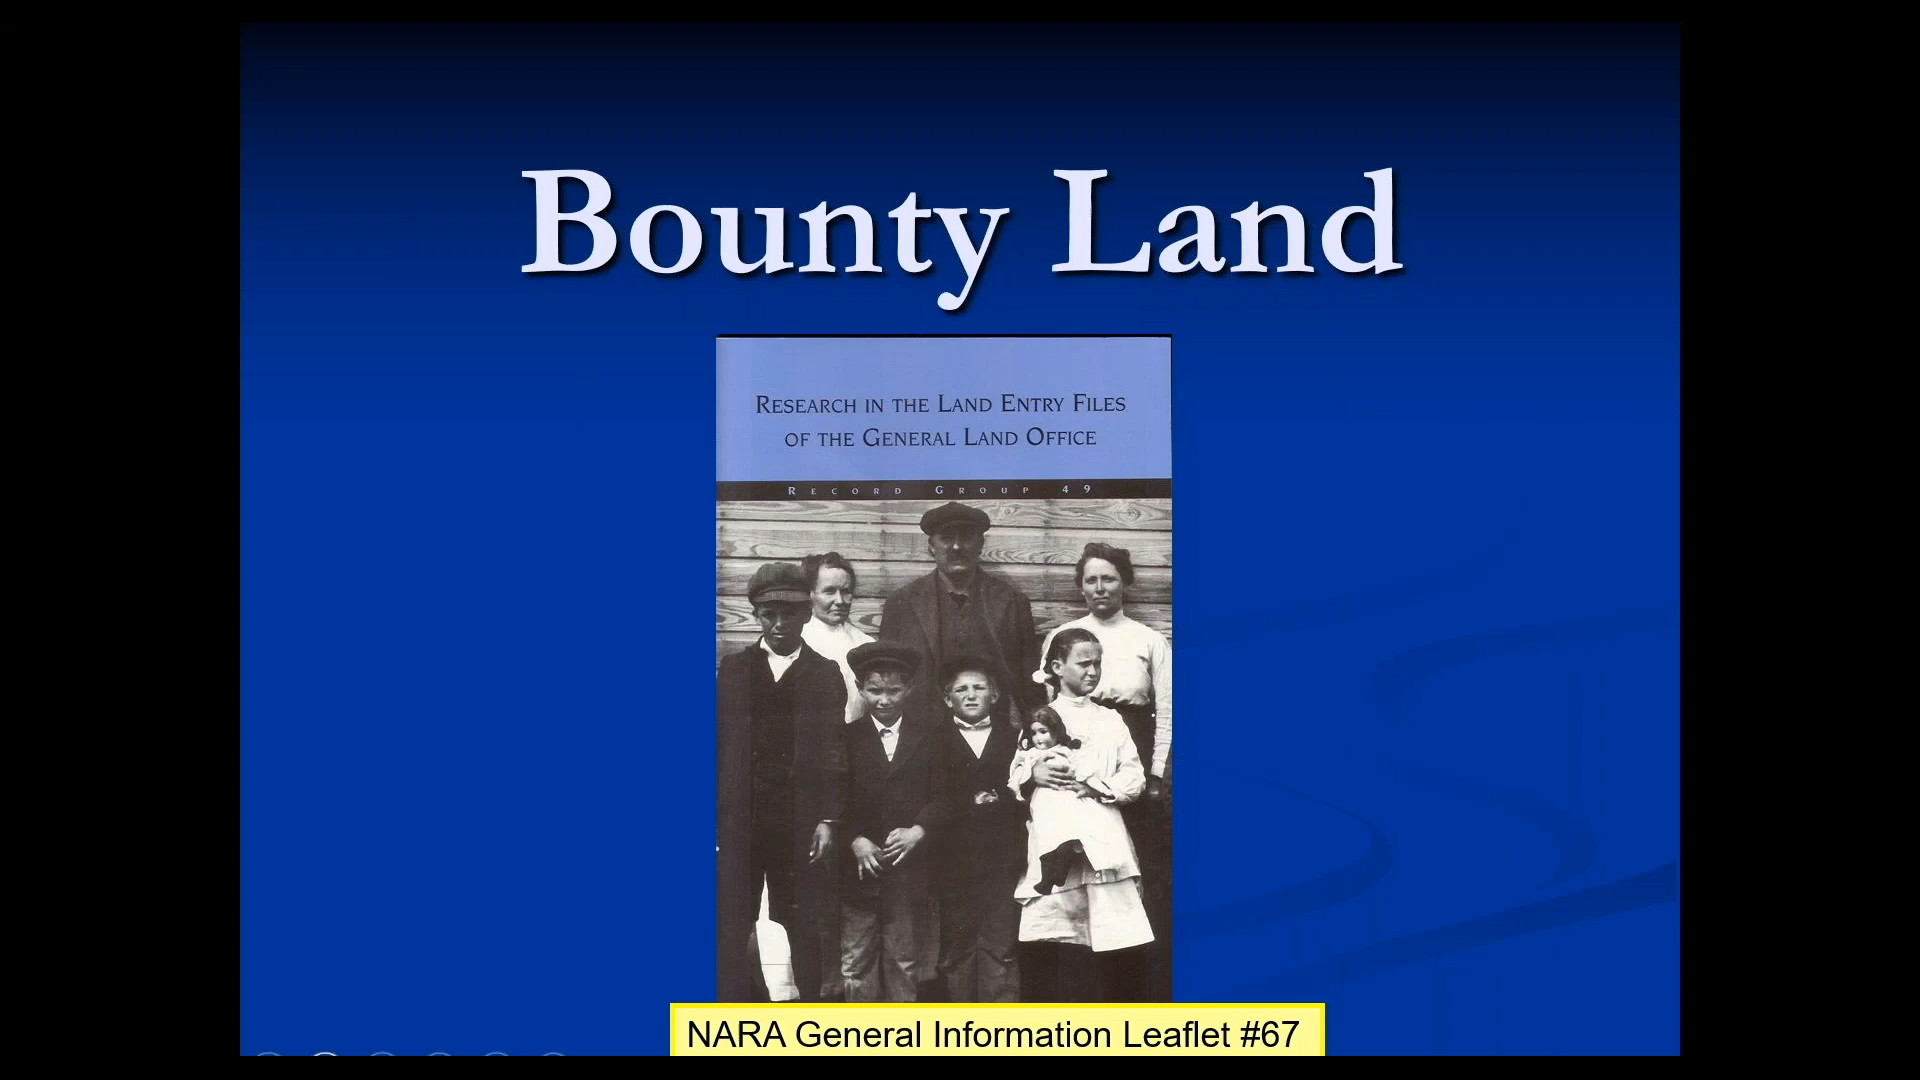 Bounty Land
Research in the Land Entry Files
of the General Land Office
Record Group 49
NARA General Information Leaflet #67